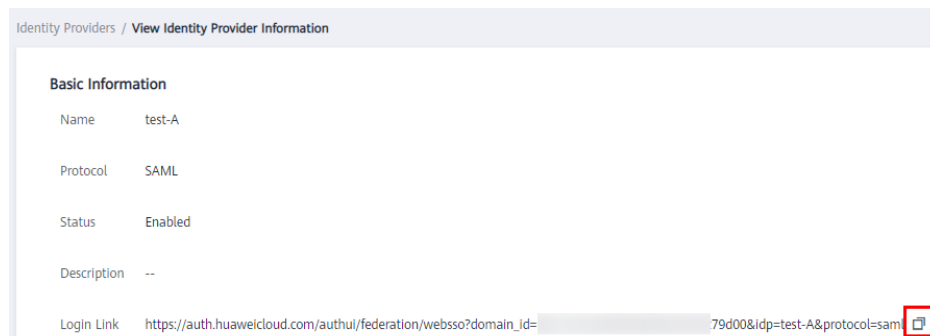 Identity Providers / View Identity Provider Information
Basic Information
Name test-A
Protocol SAML
Status Enabled
Description --
Login Link https://auth.huaweicloud.com/authui/federation/websso?domain_id= 79d00&idp=test-A&protocol=saml